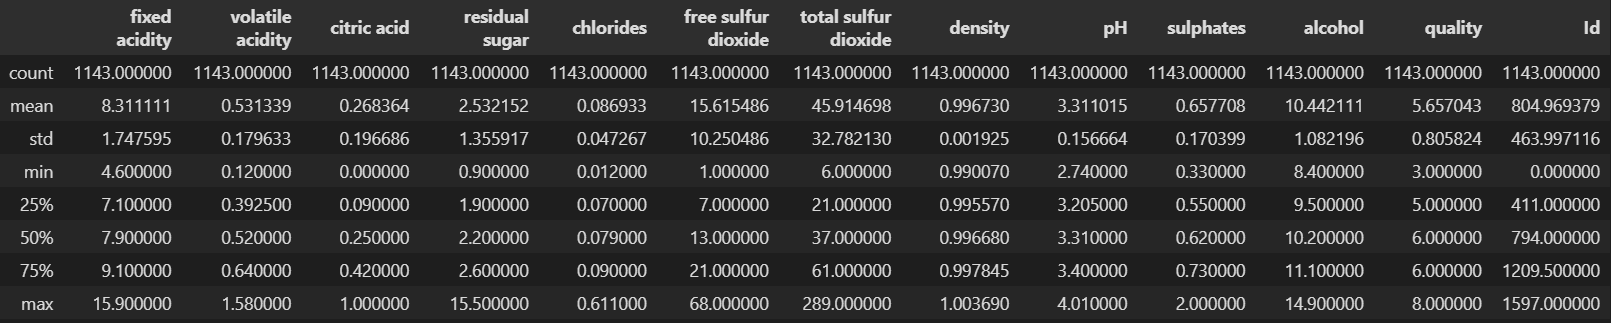 fixed acidity volatile acidity citric acid residual sugar chlorides free sulfur dioxide total sulfur dioxide density pH sulphates alcohol quality Id
count 1143.000000 1143.000000 1143.000000 1143.000000 1143.000000 1143.000000 1143.000000 1143.000000 1143.000000 1143.000000 1143.000000 1143.000000 1143.000000
mean 8.311111 0.531339 0.268364 2.532152 0.086933 15.615486 45.914698 0.996730 3.311015 0.657708 10.442111 5.657043 804.969379
std 1.747595 0.179633 0.196686 1.355917 0.047267 10.250486 32.782130 0.001925 0.156664 0.170399 1.082196 0.805824 463.997116
min 4.600000 0.120000 0.000000 0.900000 0.012000 1.000000 6.000000 0.990070 2.740000 0.330000 8.400000 3.000000 0.000000
25% 7.100000 0.392500 0.090000 1.900000 0.070000 7.000000 21.000000 0.995570 3.205000 0.550000 9.500000 5.000000 411.000000
50% 7.900000 0.520000 0.250000 2.200000 0.079000 13.000000 37.000000 0.996680 3.310000 0.620000 10.200000 6.000000 794.000000
75% 9.100000 0.640000 0.420000 2.600000 0.090000 21.000000 61.000000 0.997845 3.400000 0.730000 11.100000 6.000000 1209.500000
max 15.900000 1.580000 1.000000 15.500000 0.611000 68.000000 289.000000 1.003690 4.010000 2.000000 14.900000 8.000000 1597.000000